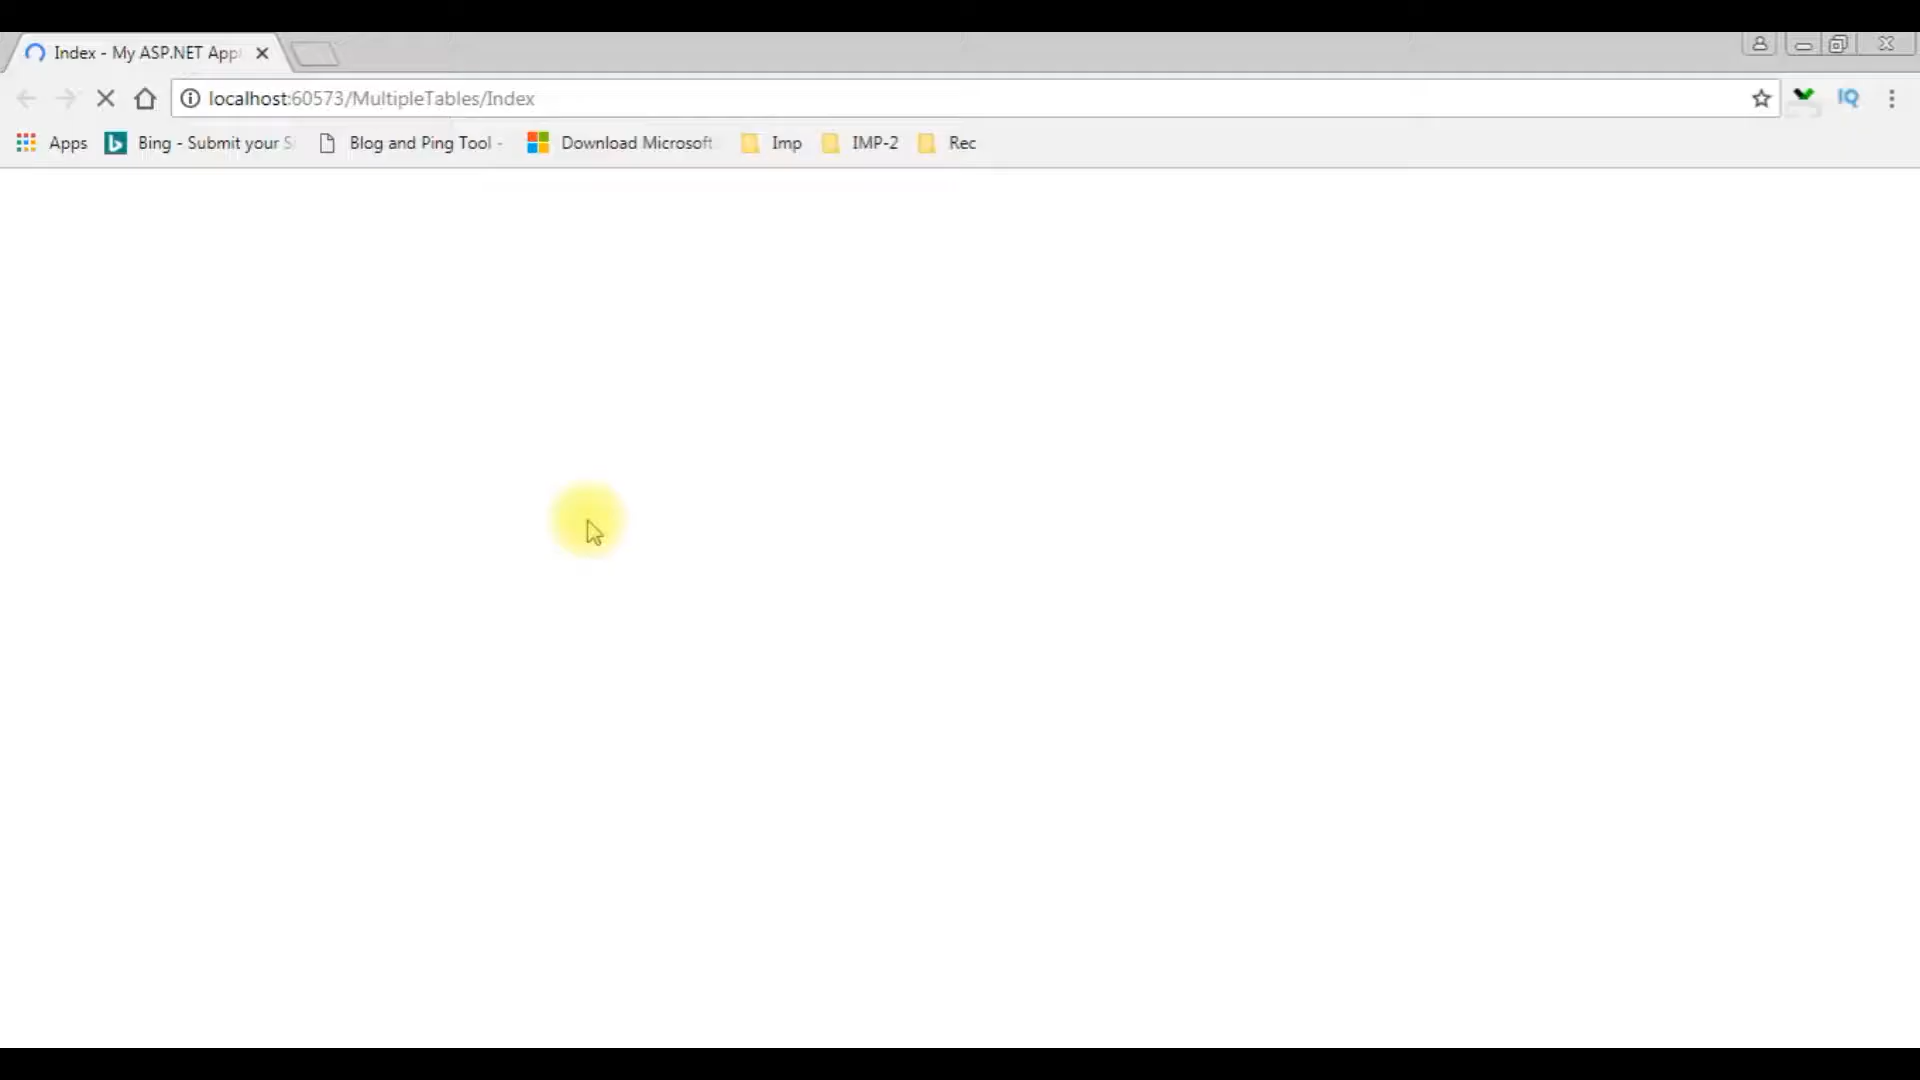 Index - My ASP.NET App
localhost:60573/MultipleTables/Index
IQ
Apps
Bing - Submit your S
Blog and Ping Tool -
Download Microsoft
Imp
IMP-2
Rec